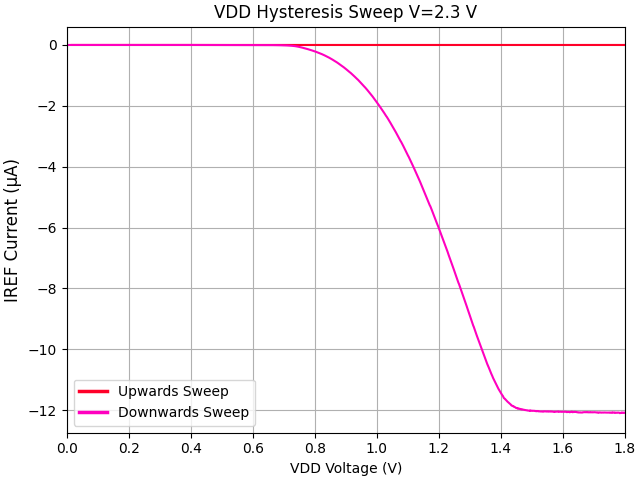 VDD Hysteresis Sweep V=2.3 V
IREF Current (μA)
0
−2
−4
−6
−8
−10
−12
Upwards Sweep
Downwards Sweep
0.0 0.2 0.4 0.6 0.8 1.0 1.2 1.4 1.6 1.8
VDD Voltage (V)